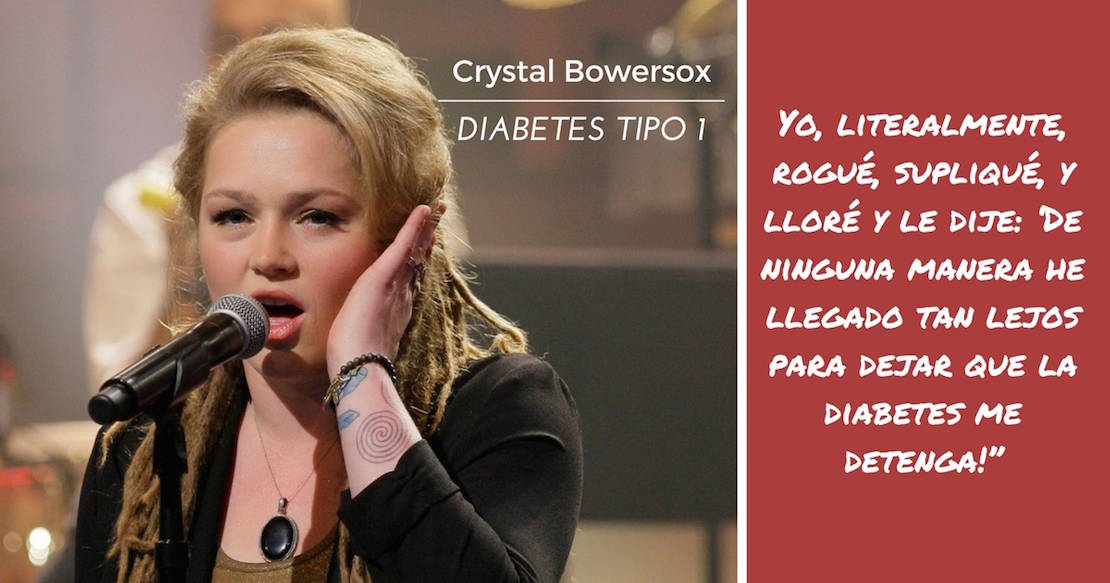 Crystal Bowersox
DIABETES TIPO 1
Yo, literalmente,
rogué, supliqué, y
lloré y le dije: ‘De
ninguna manera he
llegado tan lejos
para dejar que la
diabetes me
detenga!”